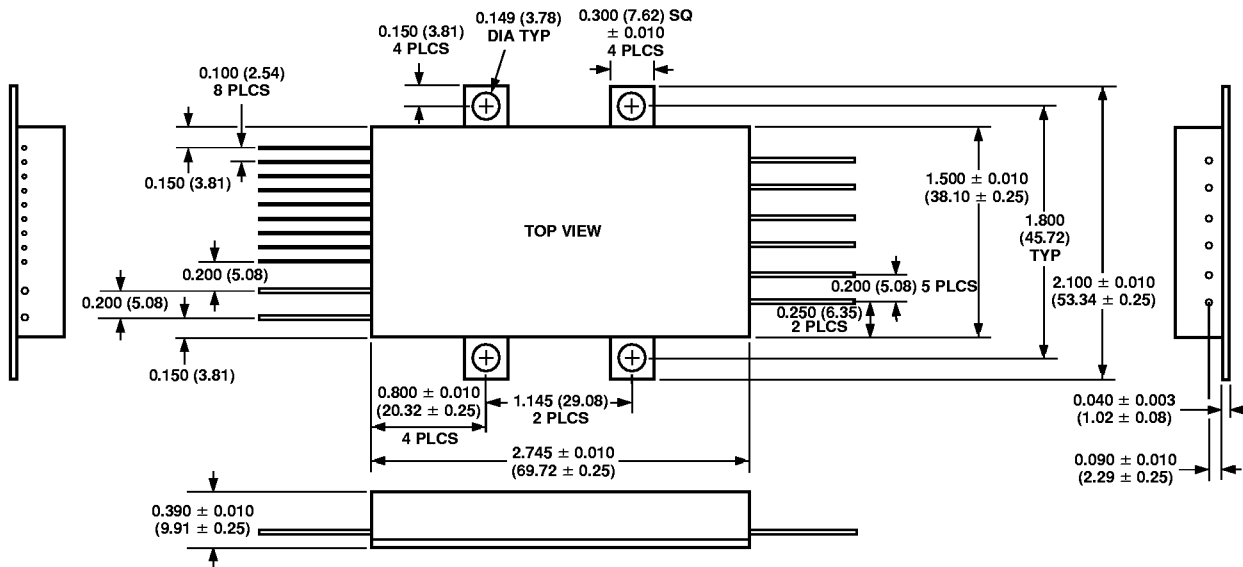 0.150 (3.81)
4 PLCS
0.149 (3.78)
DIA TYP
0.300 (7.62) SQ
± 0.010
4 PLCS
0.100 (2.54)
8 PLCS
0.150 (3.81)
0.200 (5.08)
0.200 (5.08)
0.150 (3.81)
TOP VIEW
1.500 ± 0.010
(38.10 ± 0.25)
1.800
(45.72)
TYP
2.100 ± 0.010
(53.34 ± 0.25)
0.200 (5.08) 5 PLCS
0.250 (6.35)
2 PLCS
0.800 ± 0.010
(20.32 ± 0.25)
4 PLCS
1.145 (29.08)
2 PLCS
2.745 ± 0.010
(69.72 ± 0.25)
0.040 ± 0.003
(1.02 ± 0.08)
0.090 ± 0.010
(2.29 ± 0.25)
0.390 ± 0.010
(9.91 ± 0.25)